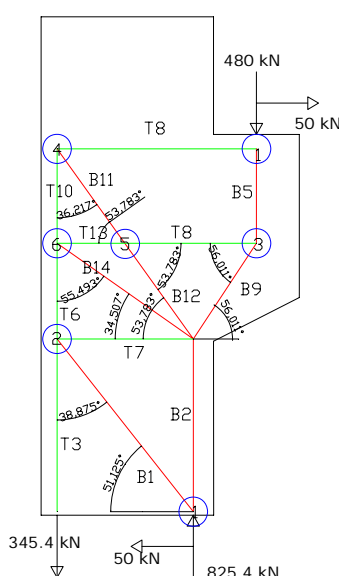 480 kN
50 kN
T8
4
1
T10
B11
B5
36.217°
53.783°
T13
T8
6
5
3
B14
53.783°
56.011°
55.493°
B12
B9
34.507°
53.783°
56.011°
T6
2
T7
B2
38.875°
T3
51.125°
B1
1
345.4 kN
50 kN
825.4 kN